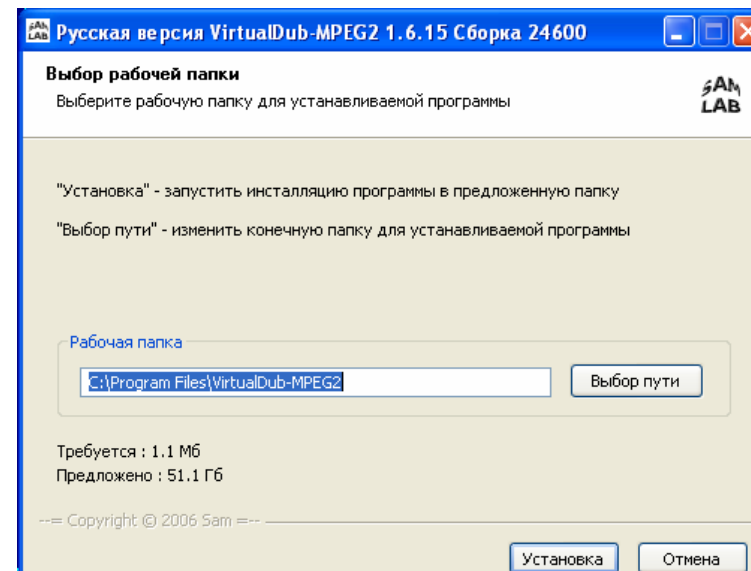 SAM LAB Русская версия VirtualDub-MPEG2 1.6.15 Сборка 24600
Выбор рабочей папки
Выберите рабочую папку для устанавливаемой программы
SAM
LAB
"Установка" - запустить инсталляцию программы в предложенную папку
"Выбор пути" - изменить конечную папку для устанавливаемой программы
Рабочая папка
C:\Program Files\VirtualDub-MPEG2
Выбор пути
Требуется : 1.1 Мб
Предложено : 51.1 Гб
--= Copyright © 2006 Sam =--
Установка
Отмена